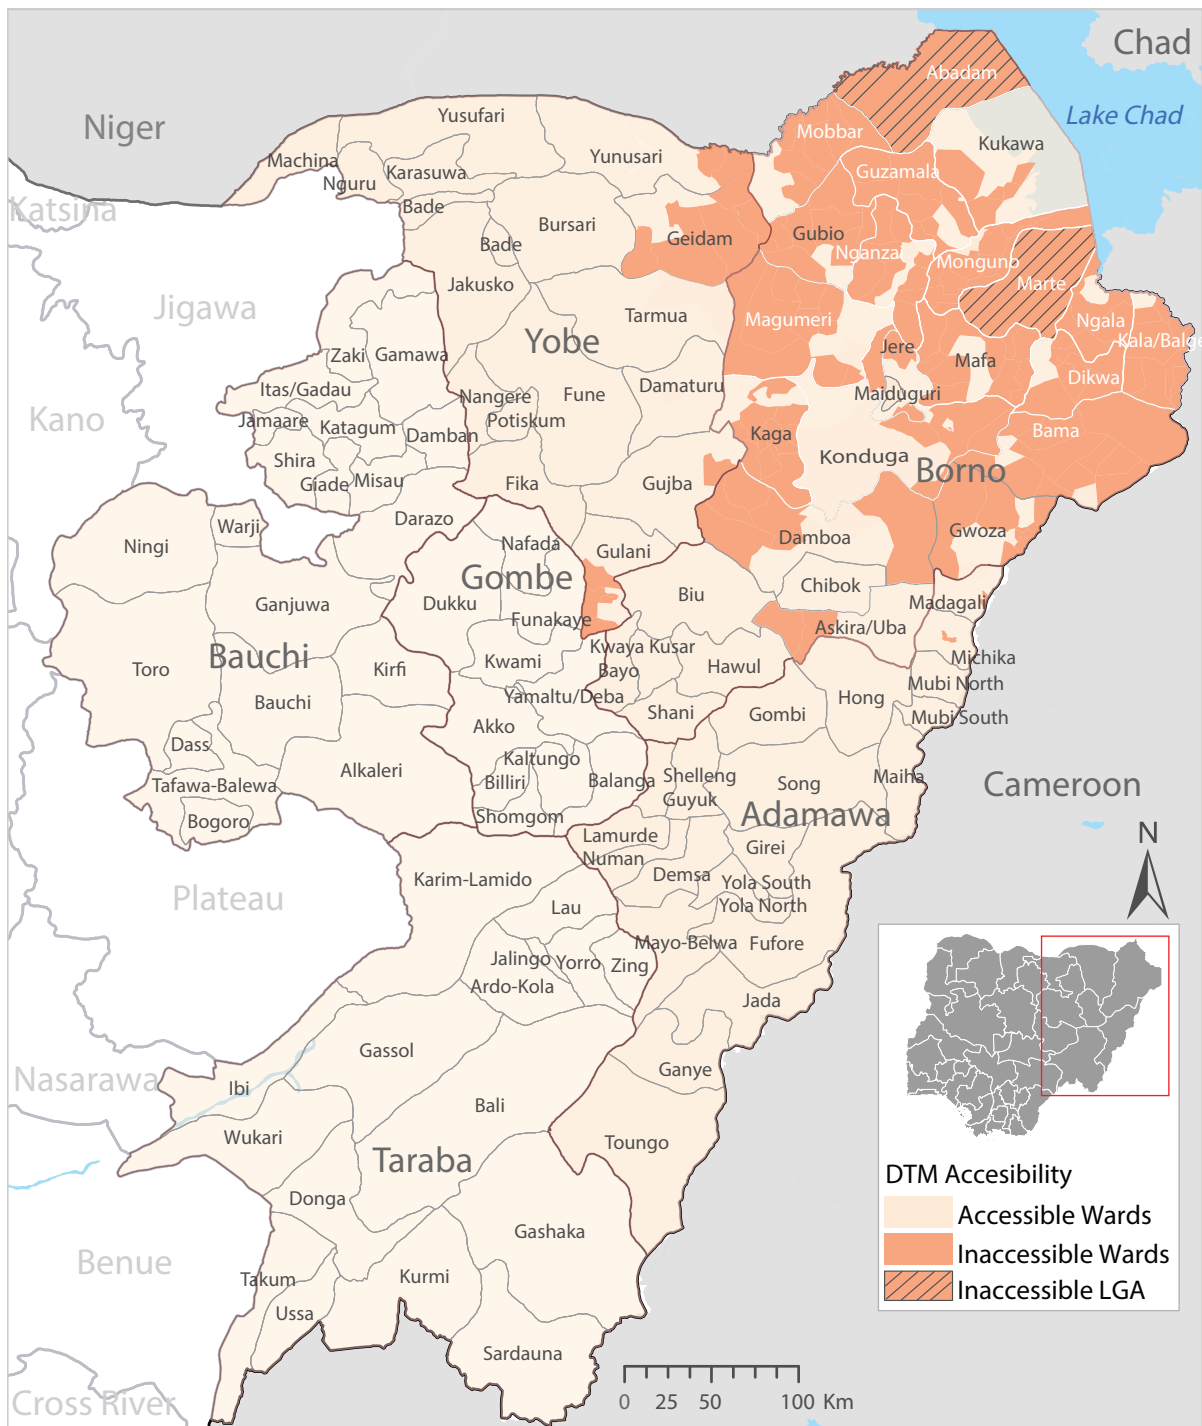 Chad
Abadam
Lake Chad
Niger
Yusufari
Mobbar
Kukawa
Machina
Yunusari
Nguru
Karasuwa
Guzamala
Katsina
Bade
Bursari
Geidam
Gubio
Bade
Nganzai
Monguno
Jakusko
Marte
Jigawa
Tarmua
Magumeri
Ngala
Yobe
Kala/Balge
Zaki
Gamawa
Jere
Mafa
Itas/Gadau
Damaturu
Dikwa
Fune
Maiduguri
Nangere
Kano
Jamaare
Katagum
Potiskum
Damban
Kaga
Bama
Shira
Konduga
Borno
Giade
Misau
Fika
Gujba
Warji
Darazo
Ningi
Nafada
Gulani
Damboa
Gwoza
Gombe
Chibok
Ganjuwa
Dukku
Biu
Madagali
Funakaye
Askira/Uba
Bauchi
Kwaya Kusar
Toro
Kirfi
Kwami
Bayo
Hawul
Michika
Yamaltu/Deba
Mubi North
Bauchi
Hong
Shani
Gombi
Mubi South
Akko
Dass
Kaltungo
Alkaleri
Billiri
Balanga
Shelleng
Song
Maiha
Cameroon
Tafawa-Balewa
Guyuk
Bogoro
Shomgom
Adamawa
N
Lamurde
Girei
Numan
Karim-Lamido
Demsa
Yola South
Plateau
Lau
Yola North
Mayo-Belwa
Fufore
Jalingo
Yorro
Zing
Ardo-Kola
Jada
Gassol
Ganye
Nasarawa
Ibi
Bali
Wukari
Toungo
Taraba
DTM Accesibility
Donga
Accessible Wards
Gashaka
Inaccessible Wards
Benue
Takum
Kurmi
Inaccessible LGA
Ussa
Sardauna
0 25 50 100 Km
Cross River